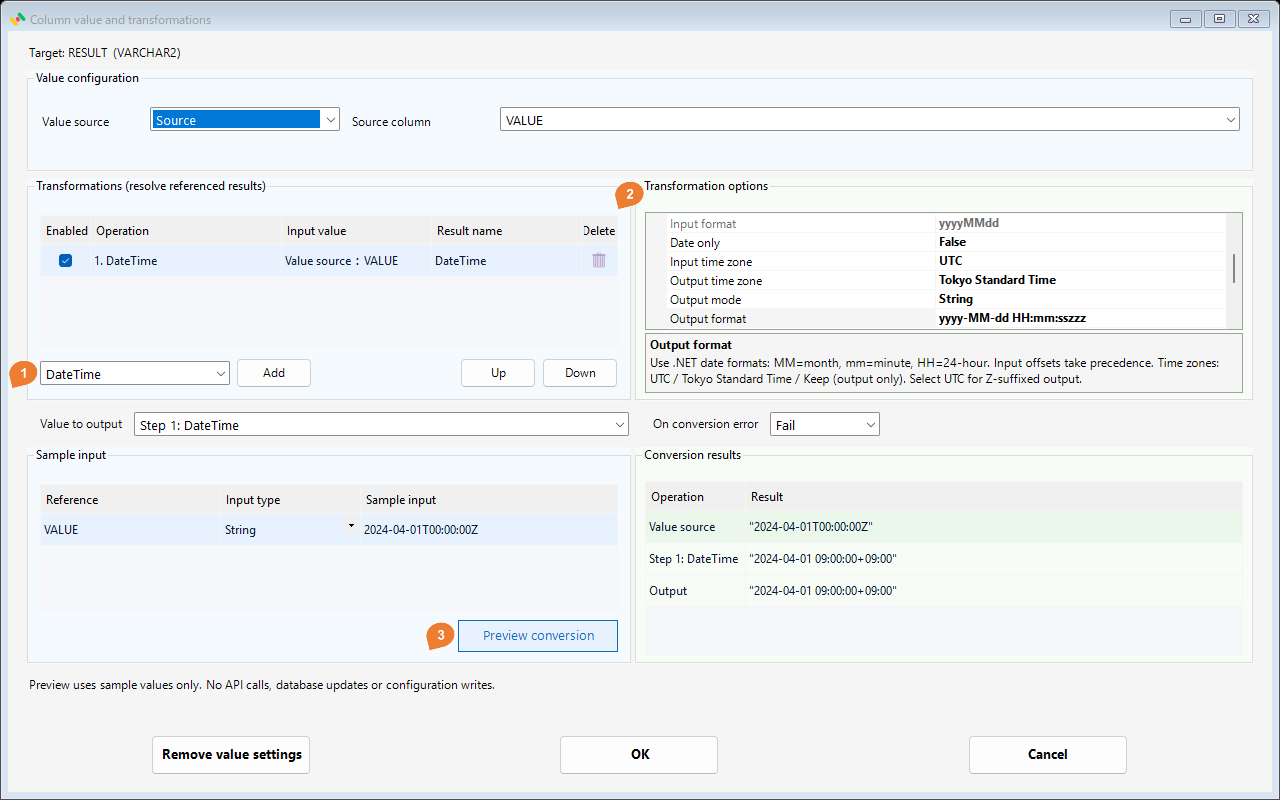 Column value and transformations
Target: RESULT (VARCHAR2)
Value configuration
Value source
Source
Source column
VALUE
Transformations (resolve referenced results)
Enabled Operation Input value Result name Delete
1. DateTime Value source : VALUE DateTime
1
DateTime
Add
Up
Down
2
Transformation options
Input format yyyyMMdd
Date only False
Input time zone UTC
Output time zone Tokyo Standard Time
Output mode String
Output format yyyy-MM-dd HH:mm:sszzz
Output format
Use .NET date formats: MM=month, mm=minute, HH=24-hour. Input offsets take precedence. Time zones:
UTC / Tokyo Standard Time / Keep (output only). Select UTC for Z-suffixed output.
Value to output
Step 1: DateTime
On conversion error
Fail
Sample input
Reference Input type Sample input
VALUE String 2024-04-01T00:00:00Z
3
Preview conversion
Conversion results
Operation Result
Value source "2024-04-01T00:00:00Z"
Step 1: DateTime "2024-04-01 09:00:00+09:00"
Output "2024-04-01 09:00:00+09:00"
Preview uses sample values only. No API calls, database updates or configuration writes.
Remove value settings
OK
Cancel